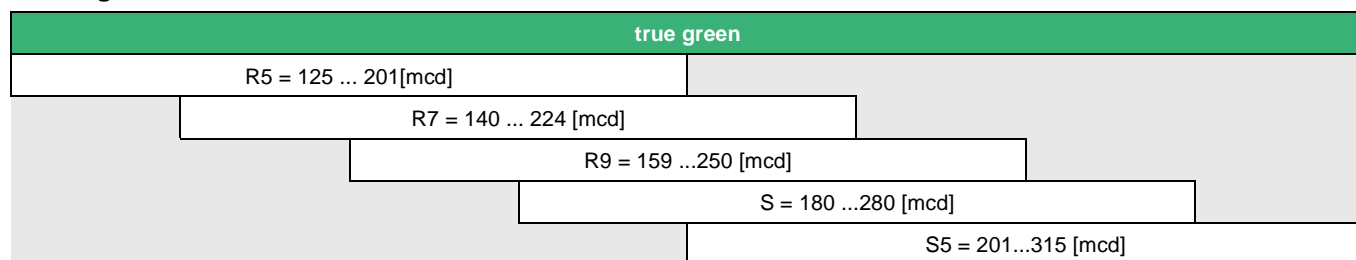 true green
R5 = 125 ... 201[mcd]
R7 = 140 ... 224 [mcd]
R9 = 159 ...250 [mcd]
S = 180 ...280 [mcd]
S5 = 201...315 [mcd]